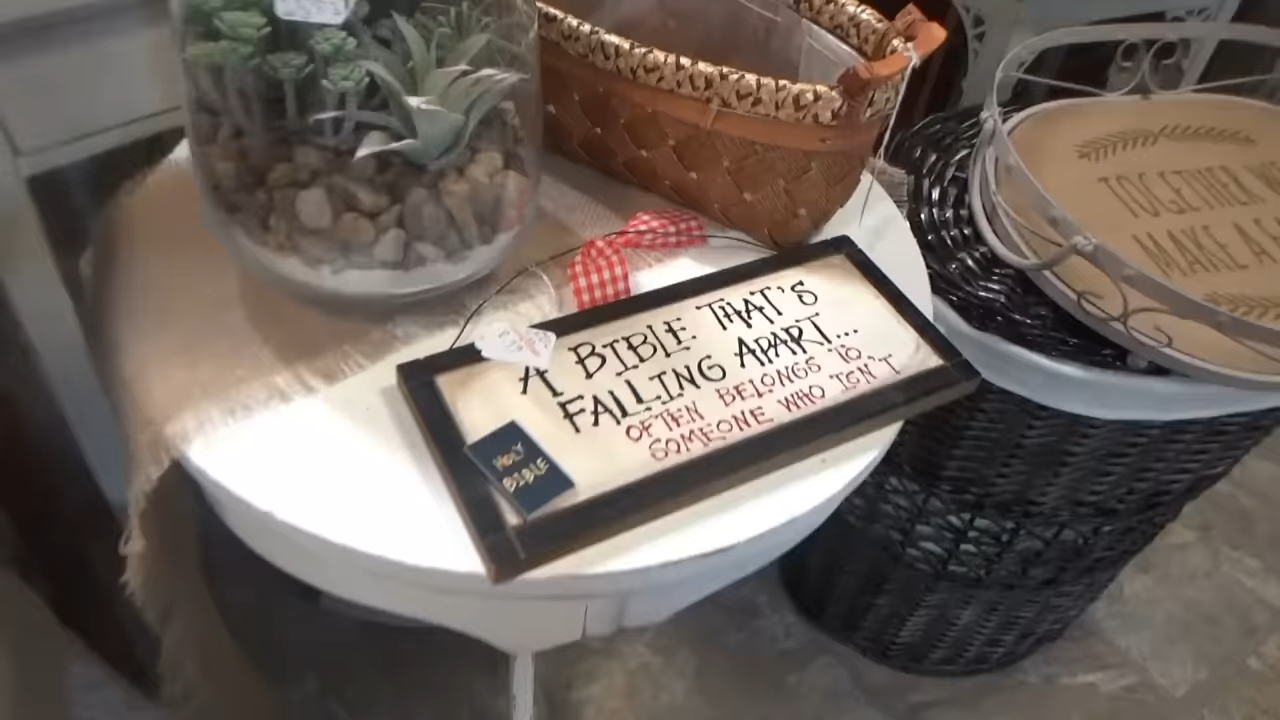 A BIBLE THAT'S
FALLING APART...
OFTEN BELONGS TO
SOMEONE WHO ISN'T
HOLY
BIBLE
TOGETHER
MAKE A